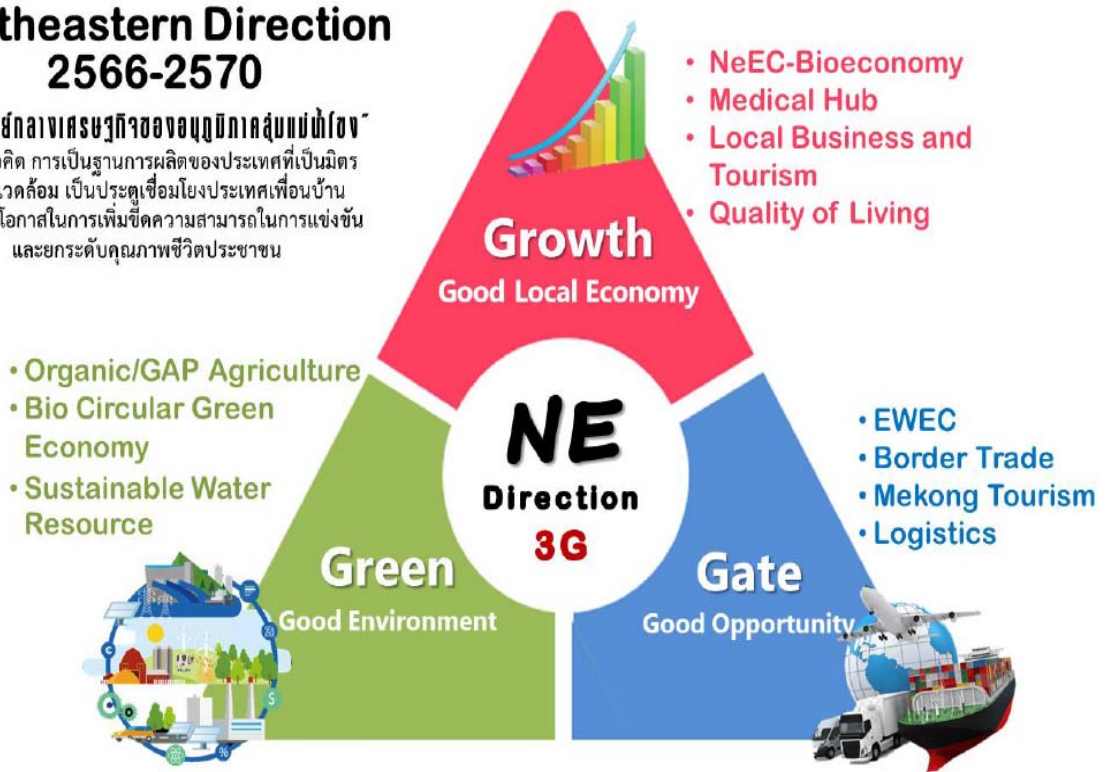 theastern Direction
2566-2570
ย์กลางเศรษฐกิจของอนุภูมิภาคลุ่มแม่น้ำโขง"
คิด การเป็นฐานการผลิตของประเทศที่เป็นมิตร
วดล้อม เป็นประตูเชื่อมโยงประเทศเพื่อนบ้าน
โอกาสในการเพิ่มขีดความสามารถในการแข่งขัน
และยกระดับคุณภาพชีวิตประชาชน
• NeEC-Bioeconomy
• Medical Hub
• Local Business and
Tourism
• Quality of Living
Growth
Good Local Economy
• Organic/GAP Agriculture
• Bio Circular Green
Economy
• Sustainable Water
Resource
NE
Direction
3G
• EWEC
• Border Trade
• Mekong Tourism
• Logistics
Green
Good Environment
Gate
Good Opportunity